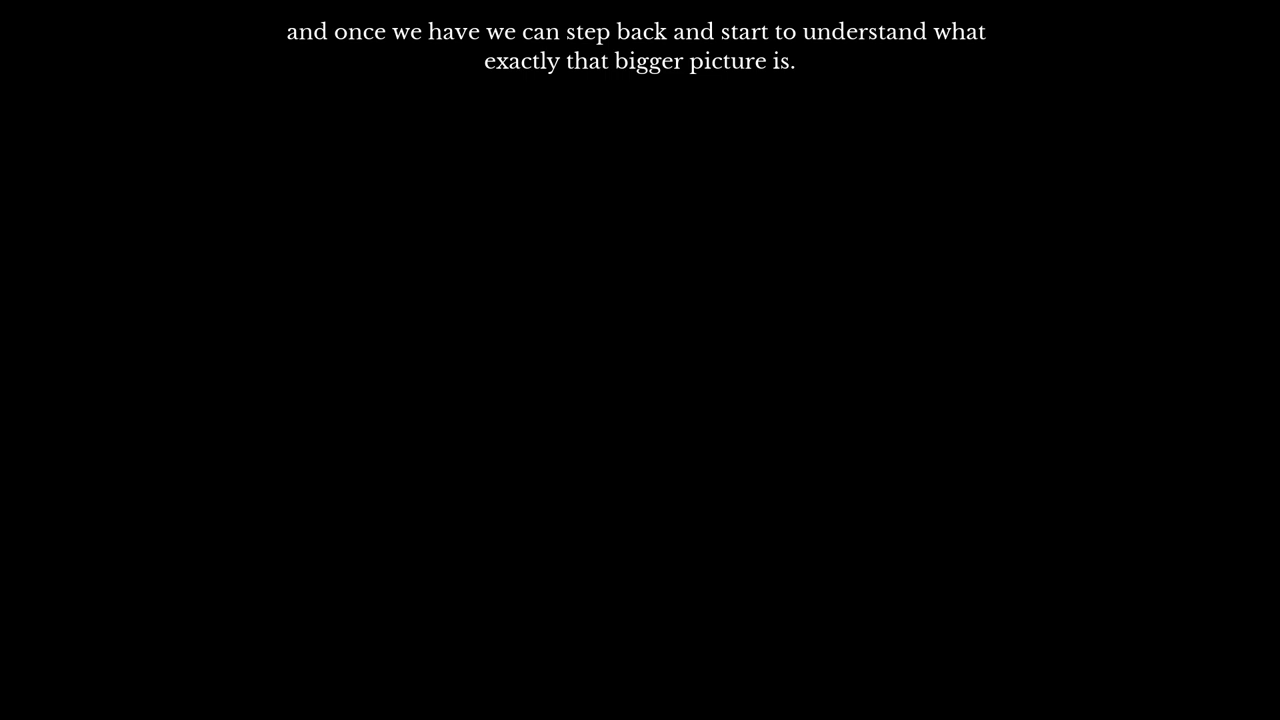 and once we have we can step back and start to understand what
exactly that bigger picture is.